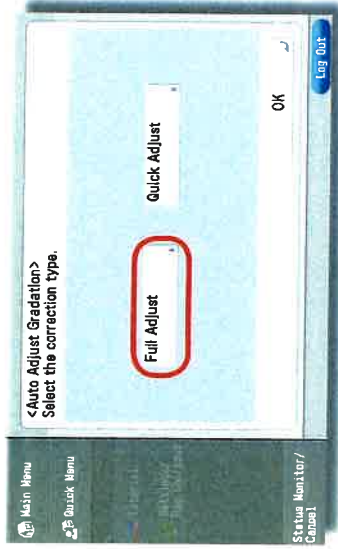 Main Menu
Quick Menu
Status Monitor/
Cancel
<Auto Adjust Gradation>
Select the correction type.
Full Adjust
Quick Adjust
OK
Log Out